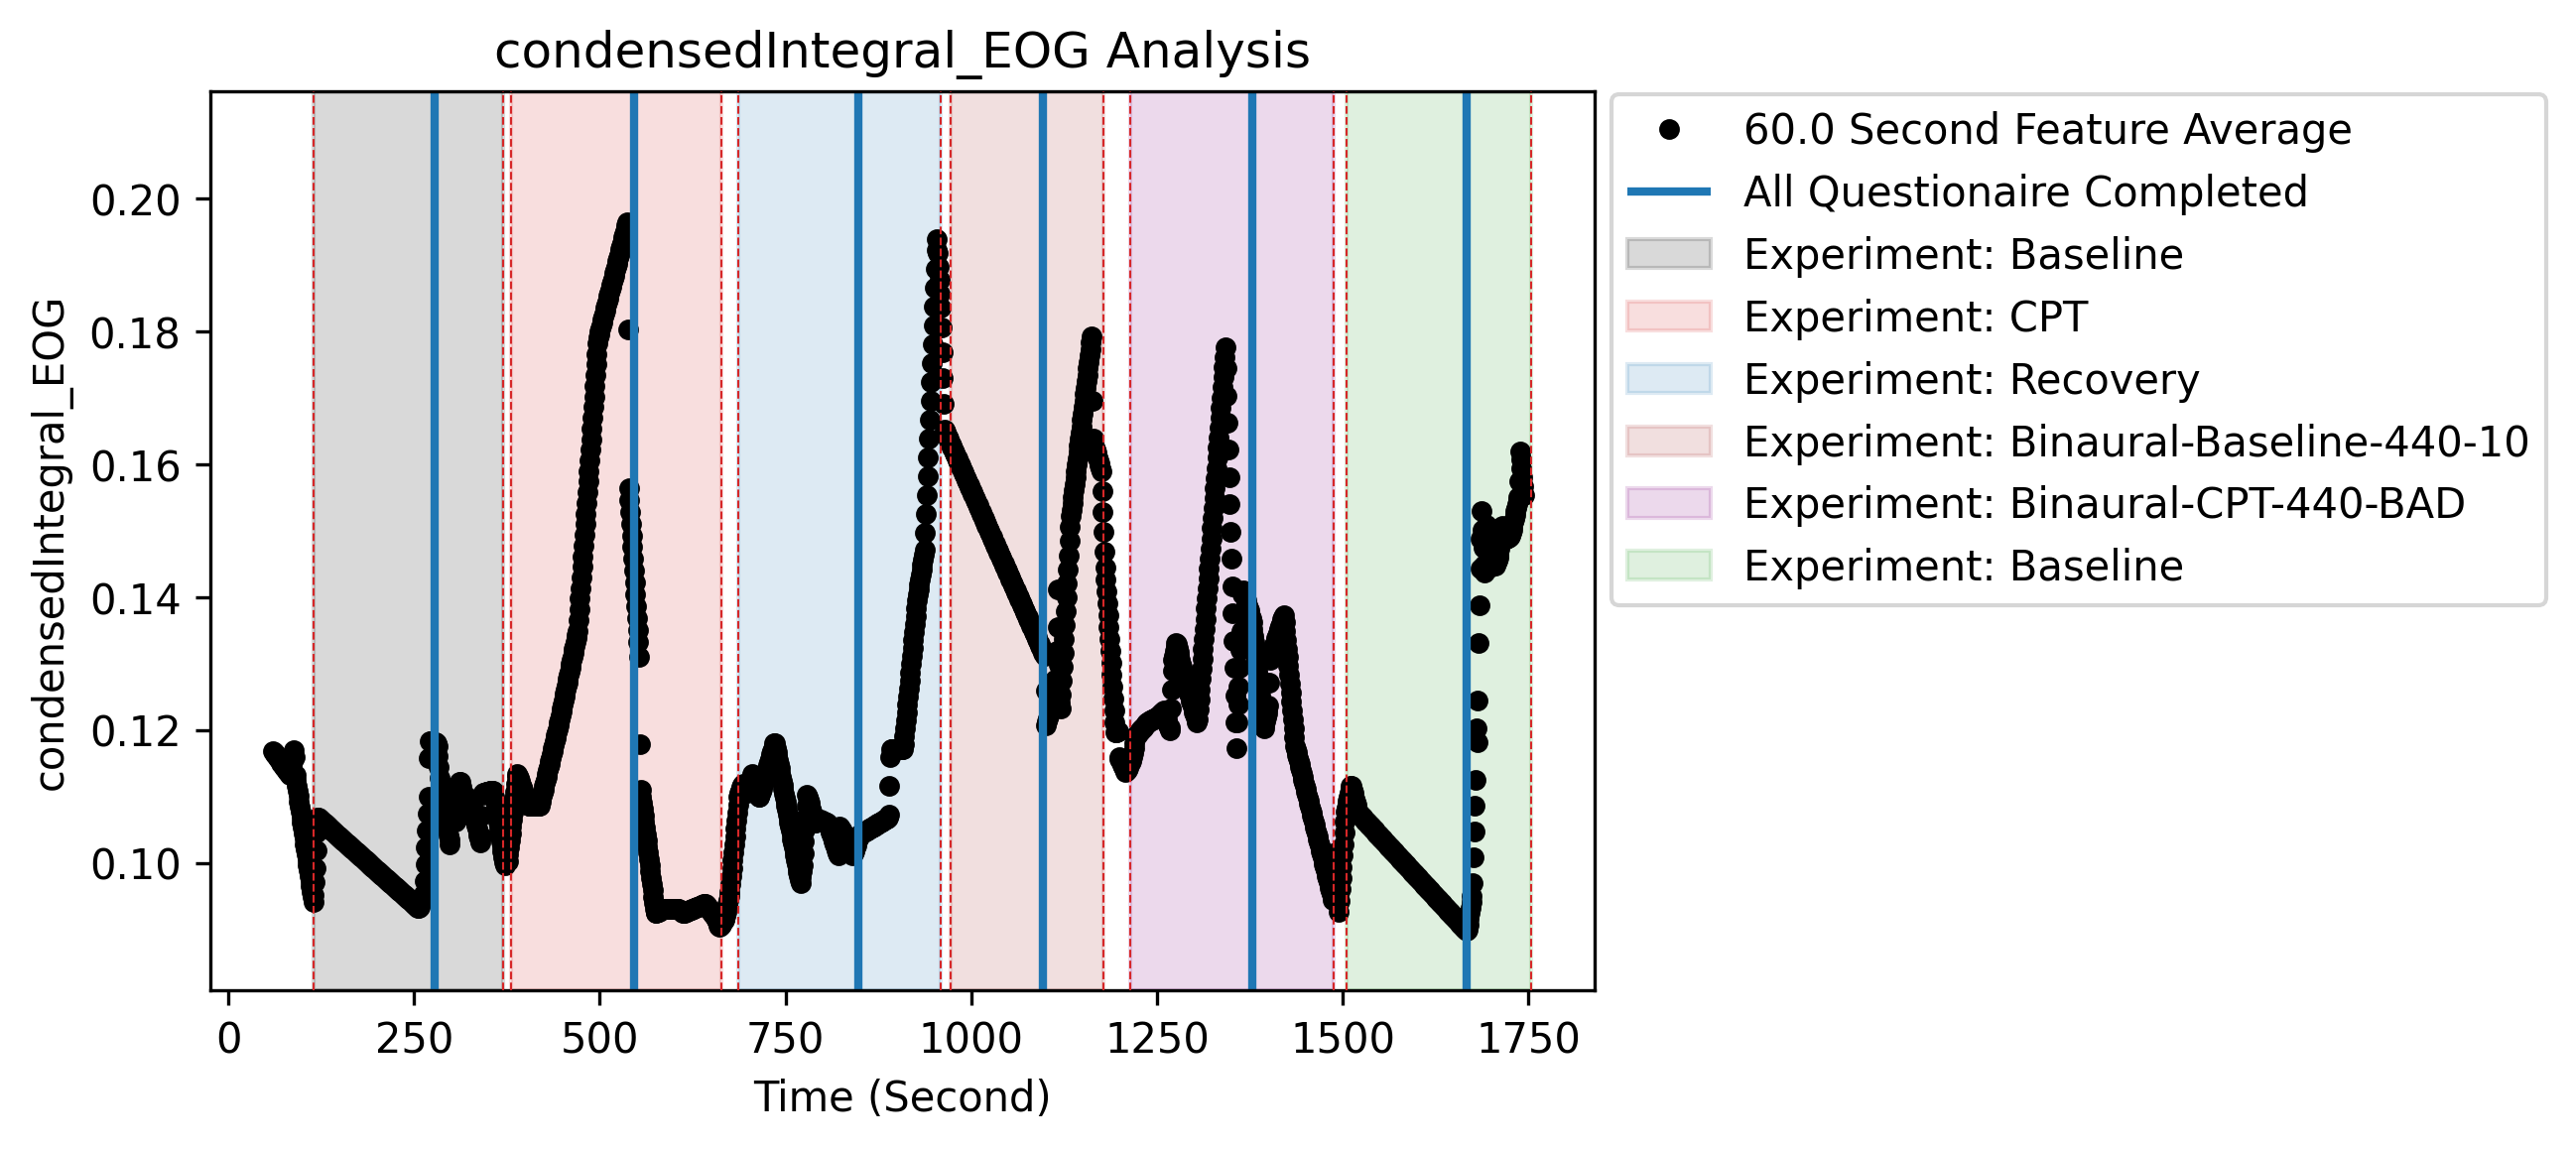 condensedIntegral_EOG Analysis
condensedIntegral_EOG
0.20
0.18
0.16
0.14
0.12
0.10
0
250
500
750
1000
1250
1500
1750
Time (Second)
60.0 Second Feature Average
All Questionaire Completed
Experiment: Baseline
Experiment: CPT
Experiment: Recovery
Experiment: Binaural-Baseline-440-10
Experiment: Binaural-CPT-440-BAD
Experiment: Baseline